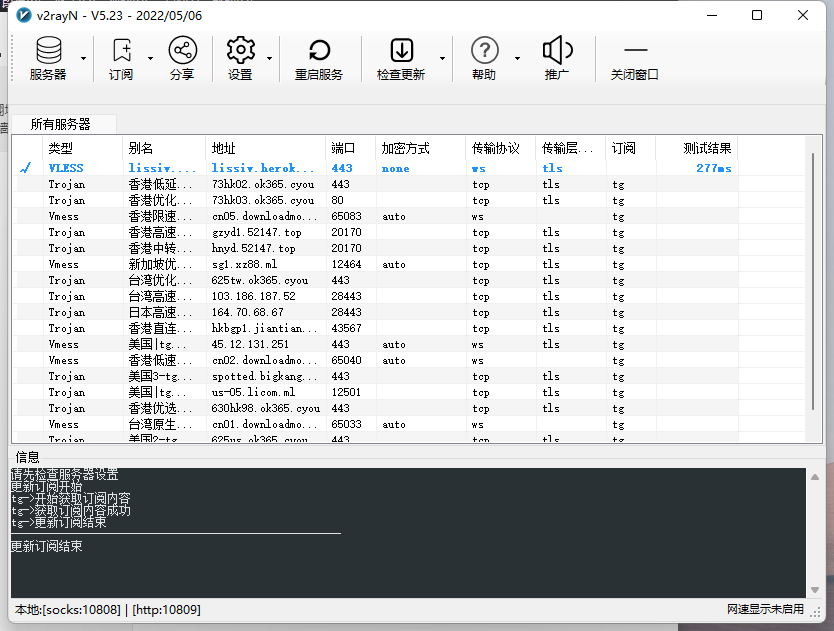 v2rayN - V5.23 - 2022/05/06
服务器 订阅 分享 设置 重启服务 检查更新 帮助 推广 关闭窗口
所有服务器
类型 别名 地址 端口 加密方式 传输协议 传输层... 订阅 测试结果
VLESS lissiv.... lissiv.herok... 443 none ws tls 277ms
Trojan 香港低延... 73hk02.ok365.cyou 443 tcp tls tg
Trojan 香港优化... 73hk03.ok365.cyou 80 tcp tls tg
Vmess 香港限速... cn05.downloadmo... 65083 auto ws tg
Trojan 香港高速... gzyd1.52147.top 20170 tcp tls tg
Trojan 香港中转... hnyd.52147.top 20170 tcp tls tg
Vmess 新加坡优... sg1.xz88.ml 12464 auto tcp tls tg
Trojan 台湾优化... 625tw.ok365.cyou 443 tcp tls tg
Trojan 台湾高速... 103.186.187.52 28443 tcp tls tg
Trojan 日本高速... 164.70.68.67 28443 tcp tls tg
Trojan 香港直连... hkbgp1.jiantian... 43567 tcp tls tg
Vmess 美国|tg... 45.12.131.251 443 auto ws tls tg
Vmess 香港低速... cn02.downloadmo... 65040 auto ws tg
Trojan 美国3-tg... spotted.bigkang... 443 tcp tls tg
Trojan 美国|tg... us-05.licom.ml 12501 tcp tls tg
Trojan 香港优选... 630hk98.ok365.cyou 443 tcp tls tg
Vmess 台湾原生... cn01.downloadmo... 65033 auto ws tg
Trojan 美国2-tg... 625us.ok365.cyou 443 tcp tls tg
信息
请先检查服务器设置
更新订阅开始
tg->开始获取订阅内容
tg->获取订阅内容成功
tg->更新订阅结束
更新订阅结束
本地:[socks:10808] | [http:10809] 网速显示未启用